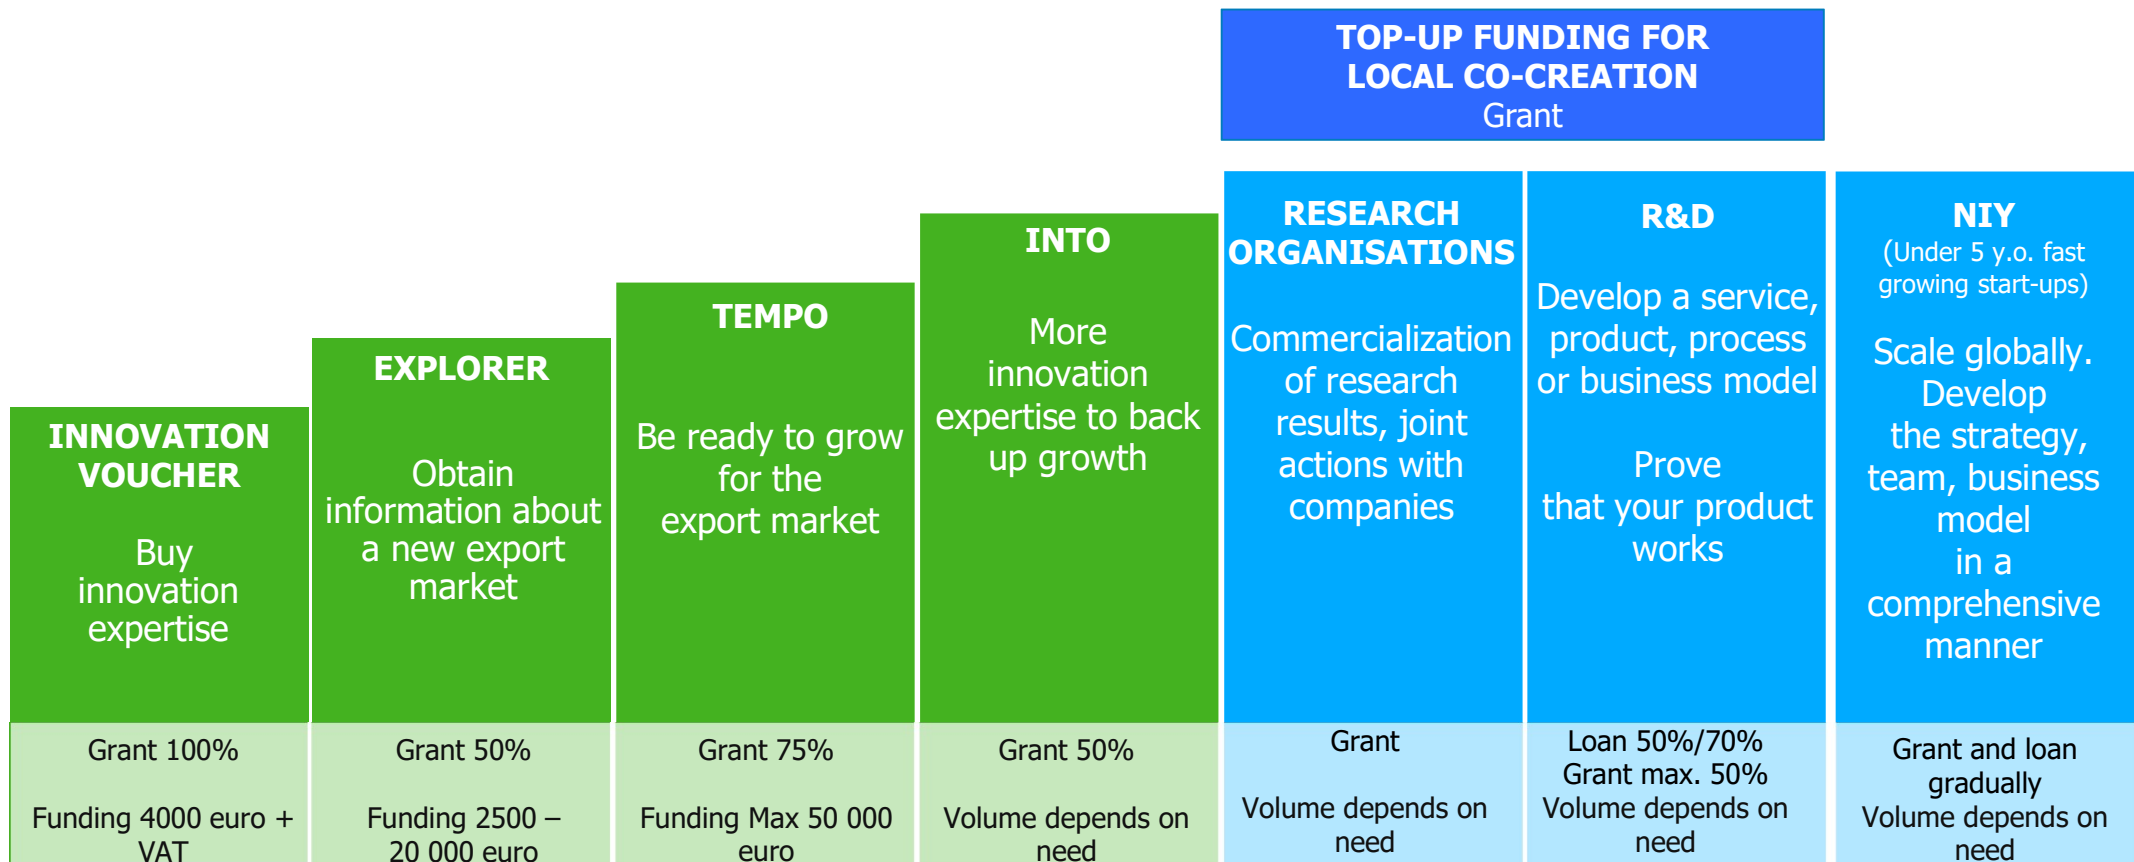 TOP-UP FUNDING FOR
LOCAL CO-CREATION
Grant
INNOVATION
VOUCHER
Buy
innovation
expertise
Grant 100%
Funding 4000 euro +
VAT
EXPLORER
Obtain
information about
a new export
market
Grant 50%
Funding 2500 –
20 000 euro
TEMPO
Be ready to grow
for the
export market
Grant 75%
Funding Max 50 000
euro
INTO
More
innovation
expertise to back
up growth
Grant 50%
Volume depends on
need
RESEARCH
ORGANISATIONS
Commercialization
of research
results, joint
actions with
companies
Grant
Volume depends on
need
R&D
Develop a service,
product, process
or business model
Prove
that your product
works
Loan 50%/70%
Grant max. 50%
Volume depends on
need
NIY
(Under 5 y.o. fast
growing start-ups)
Scale globally.
Develop
the strategy,
team, business
model
in a
comprehensive
manner
Grant and loan
gradually
Volume depends on
need